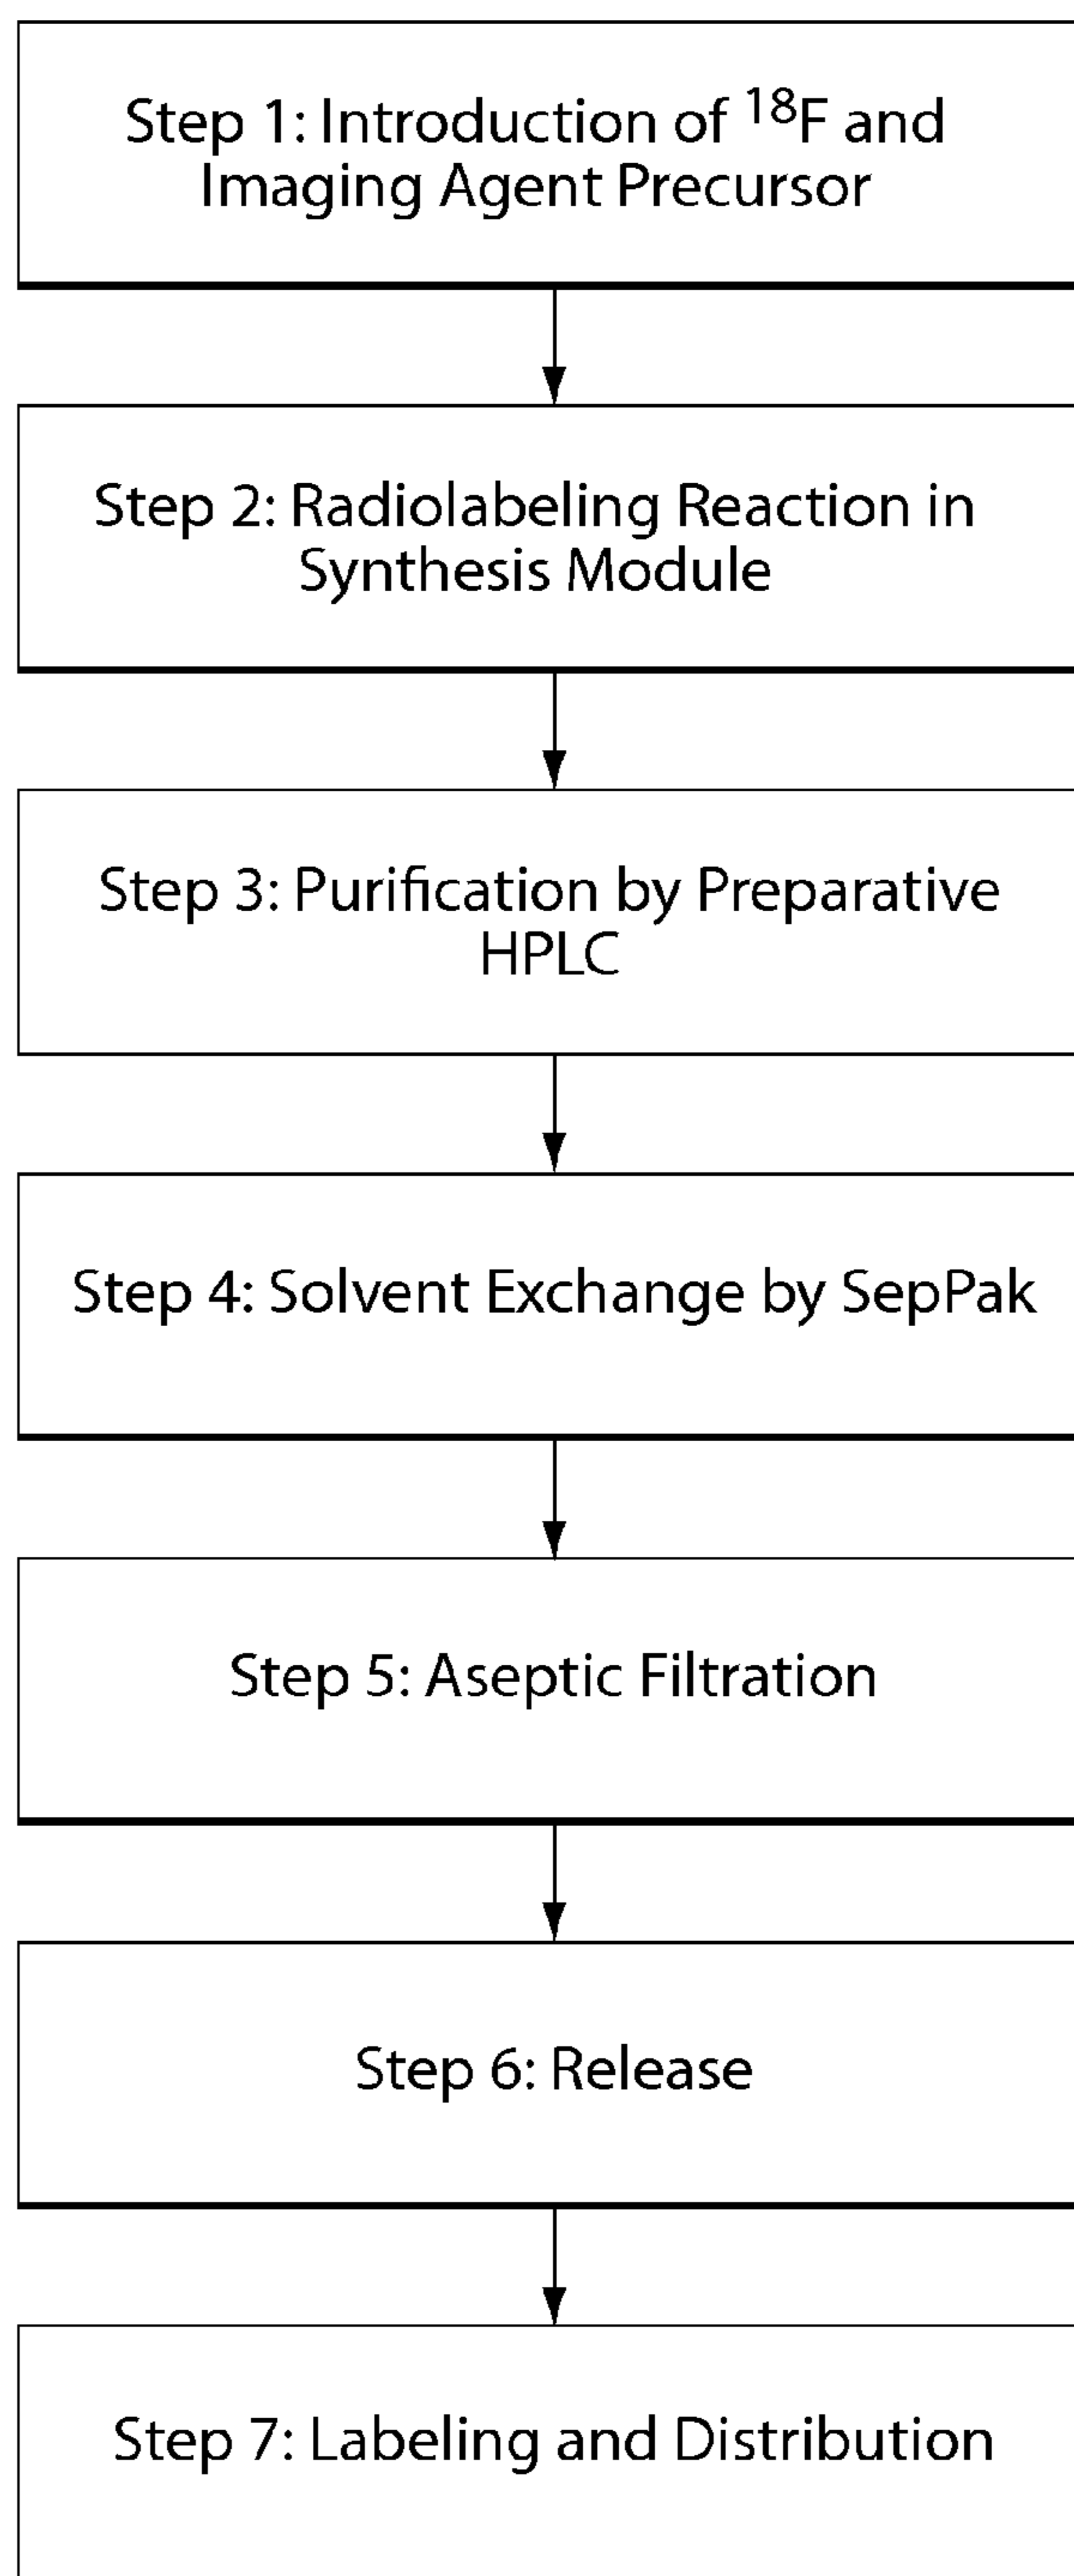 Step 1: Introduction of ¹⁸F and
Imaging Agent Precursor
Step 2: Radiolabeling Reaction in
Synthesis Module
Step 3: Purification by Preparative
HPLC
Step 4: Solvent Exchange by SepPak
Step 5: Aseptic Filtration
Step 6: Release
Step 7: Labeling and Distribution